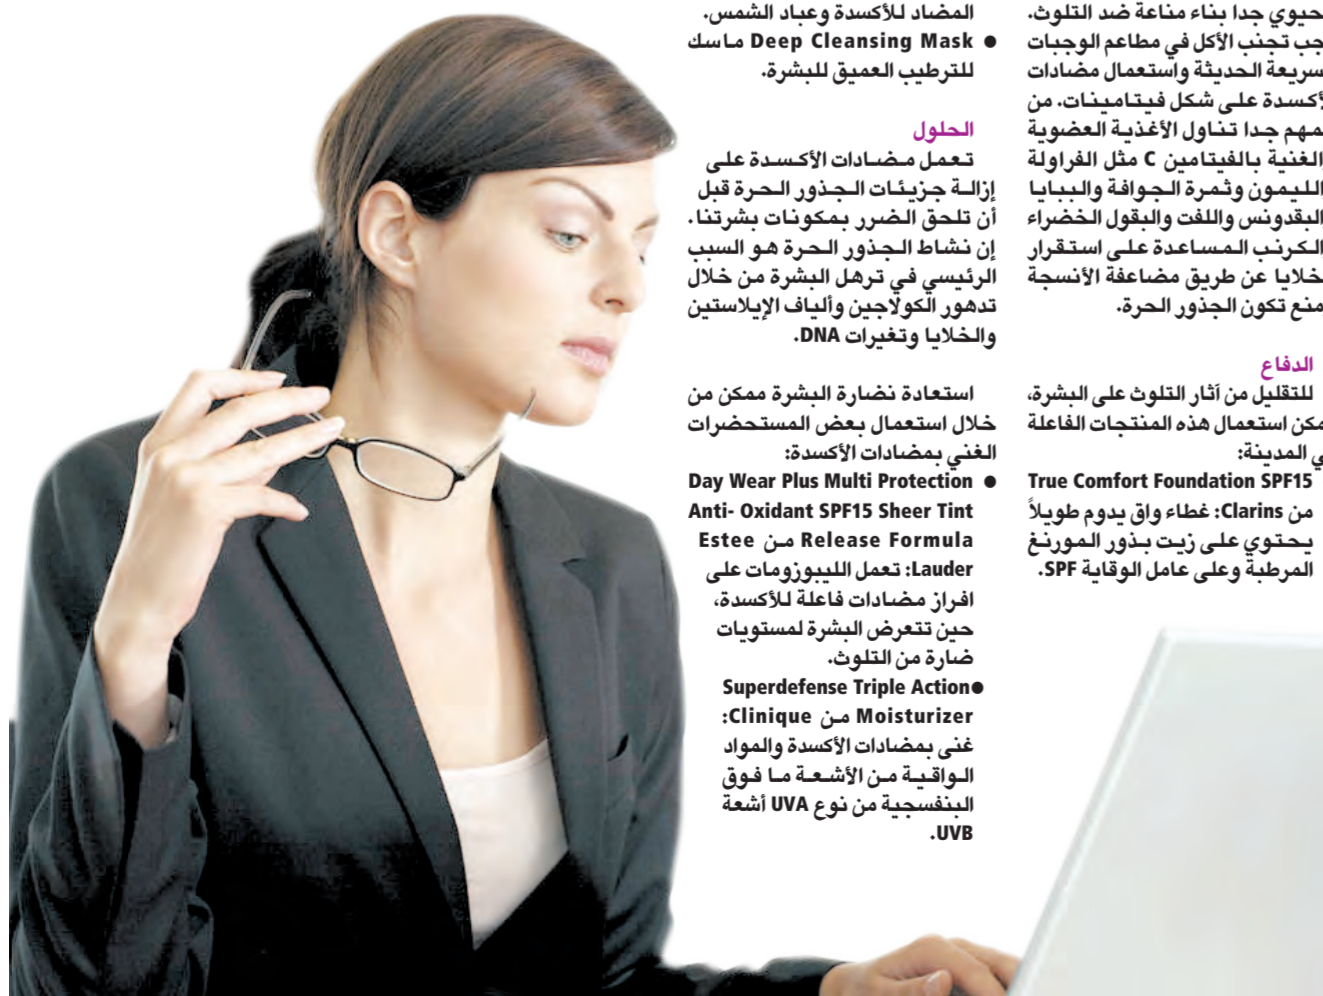 حيوي جدا بناء مناعة ضد التلوث.
جب تجنب الأكل في مطاعم الوجبات
سريعة الحديثة واستعمال مضادات
أكسدة على شكل فيتامينات. من
مهم جدا تناول الأغذية العضوية
الغنية بالفيتامين C مثل الفراولة
الليمون وثمرة الجوافة والببايا
البقدونس واللفت والبقول الخضراء
الكرنب المساعدة على استقرار
خلايا عن طريق مضاعفة الأنسجة
منع تكون الجذور الحرة.
الدفاع
للتقليل من آثار التلوث على البشرة،
مكن استعمال هذه المنتجات الفاعلة
ي المدينة:
True Comfort Foundation SPF15
من Clarins: غطاء واق يدوم طويلاً
يحتوي على زيت بذور المورنغ
المرطبة وعلى عامل الوقاية SPF.
المضاد للأكسدة وعباد الشمس.
● Deep Cleansing Mask ماسك
للترطيب العميق للبشرة.
الحلول
تعمل مضادات الأكسدة على
إزالة جزيئات الجذور الحرة قبل
أن تلحق الضرر بمكونات بشرتنا.
إن نشاط الجذور الحرة هو السبب
الرئيسي في ترهل البشرة من خلال
تدهور الكولاجين وألياف الإيلاستين
والخلايا وتغيرات DNA.
استعادة نضارة البشرة ممكن من
خلال استعمال بعض المستحضرات
الغني بمضادات الأكسدة:
● Day Wear Plus Multi Protection
Anti- Oxidant SPF15 Sheer Tint
Release Formula من Estee
Lauder: تعمل الليبوزومات على
افراز مضادات فاعلة للأكسدة،
حين تتعرض البشرة لمستويات
ضارة من التلوث.
●Superdefense Triple Action
Moisturizer من Clinique:
غنى بمضادات الأكسدة والمواد
الواقية من الأشعة ما فوق
البنفسجية من نوع UVA أشعة
UVB.